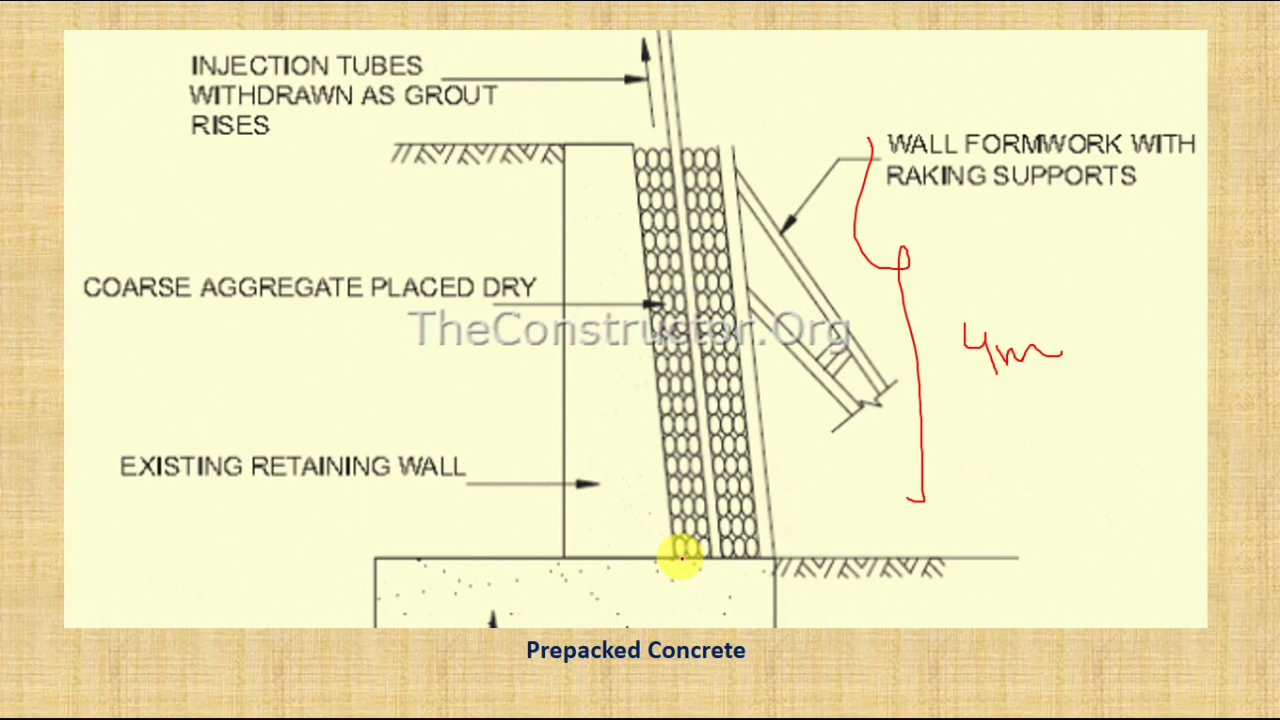 INJECTION TUBES
WITHDRAWN AS GROUT
RISES
WALL FORMWORK WITH
RAKING SUPPORTS
COARSE AGGREGATE PLACED DRY
TheConstructor.Org
4m
EXISTING RETAINING WALL
Prepacked Concrete